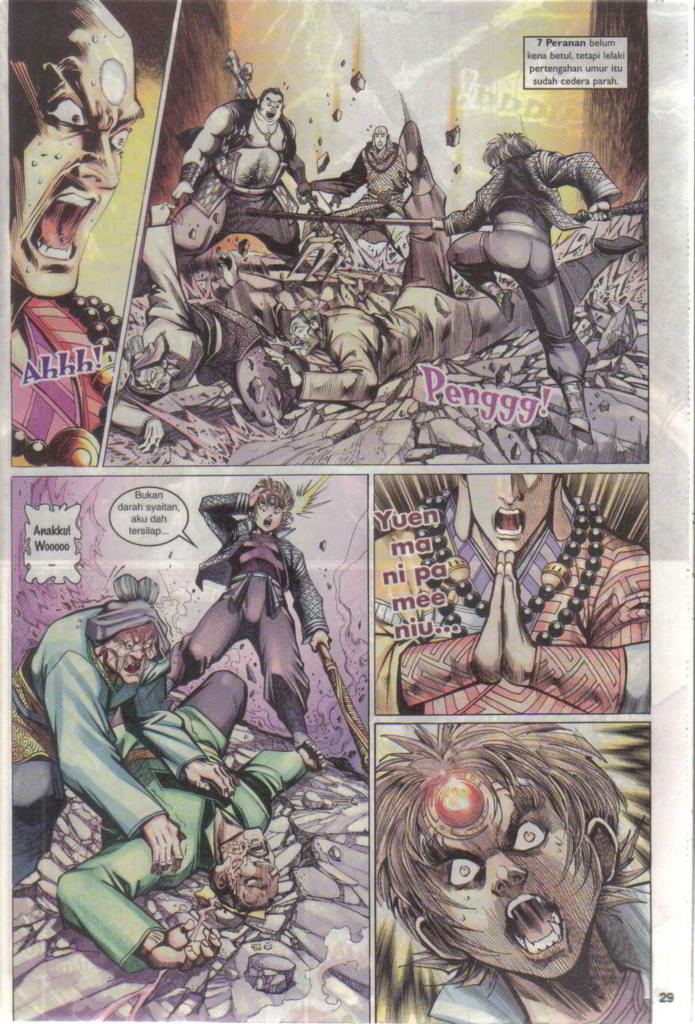 7 Peranan belum
kena betul, tetapi lelaki
pertengahan umur itu
sudah cedera parah.
Ahhh!
Penggg!
Anakku!
Wooooo
...
Bukan
darah syaitan,
aku dah
tersilap...
Yuen
ma
ni pa
mee
niu...
29